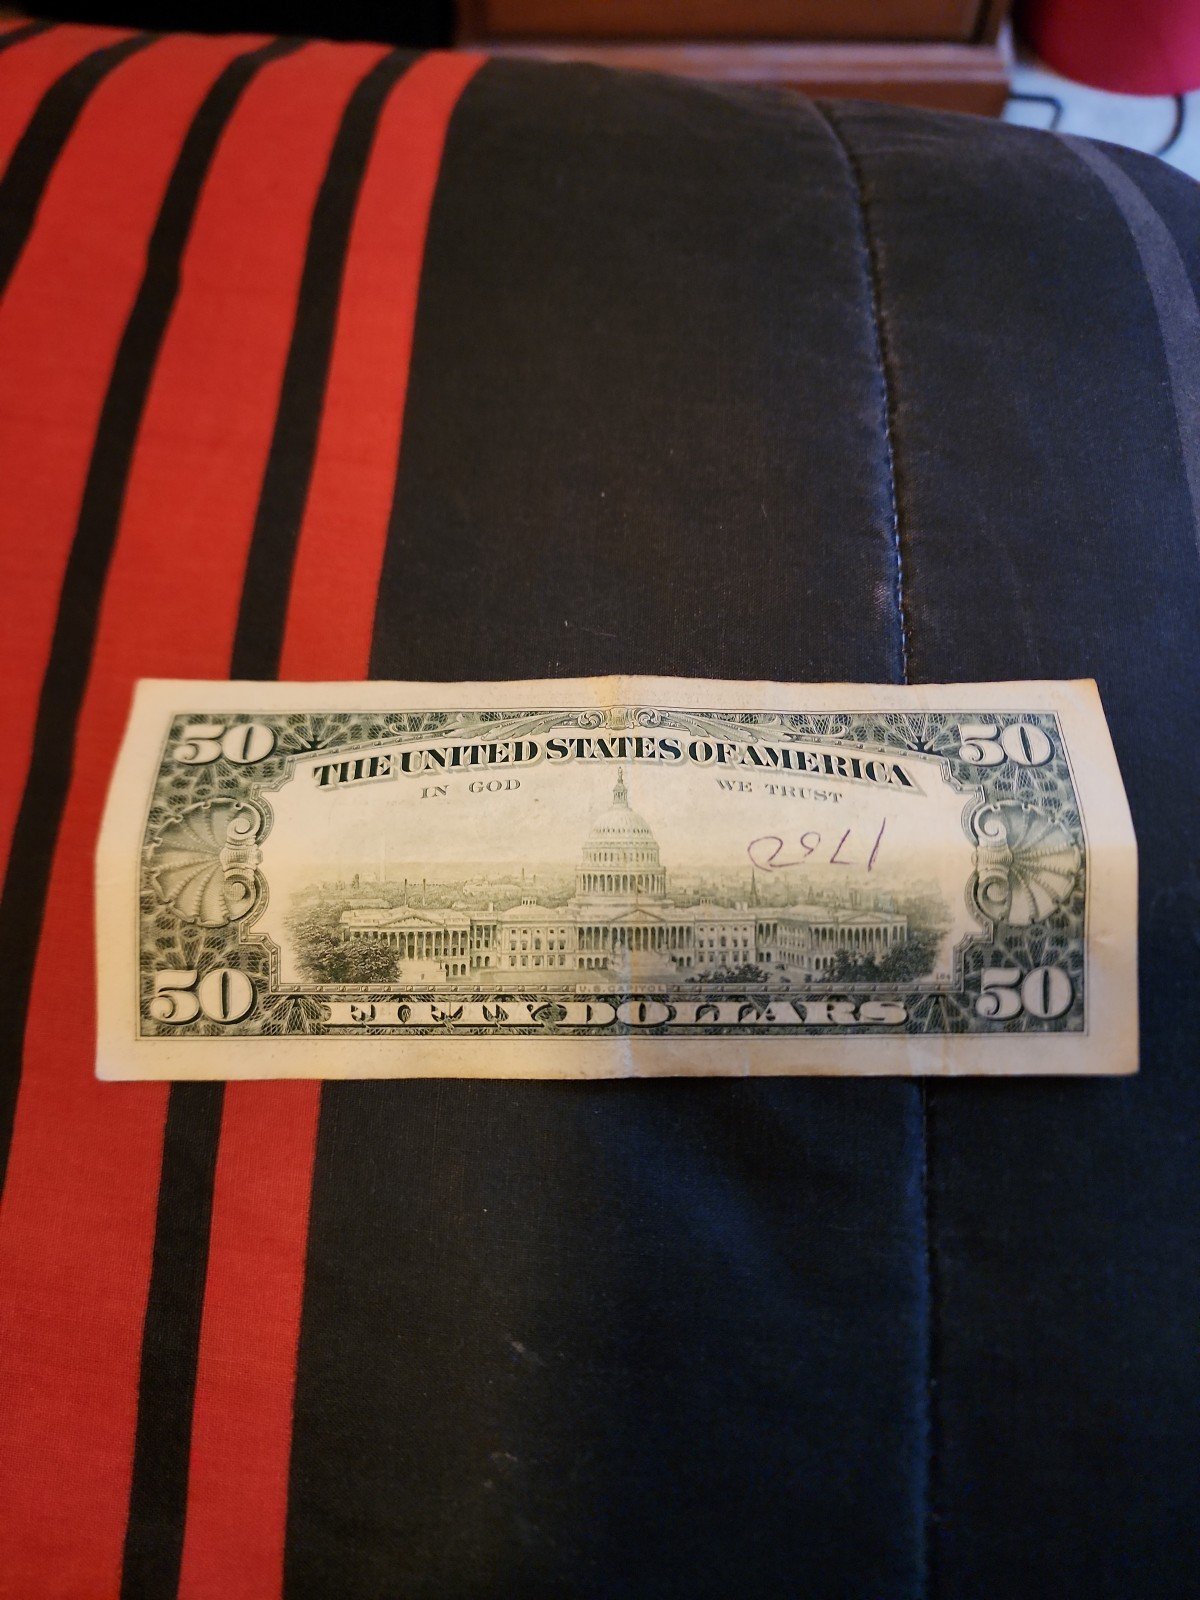 50 THE UNITED STATES OF AMERICA 50
IN GOD WE TRUST
U.S. CAPITOL
50 FIFTY DOLLARS 50